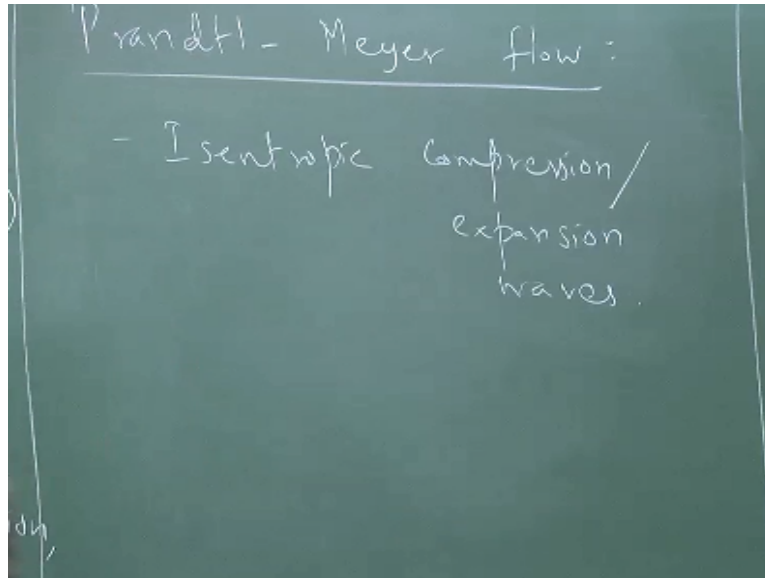 Prandtl - Meyer flow :
- Isentropic Compression/
expansion
waves.